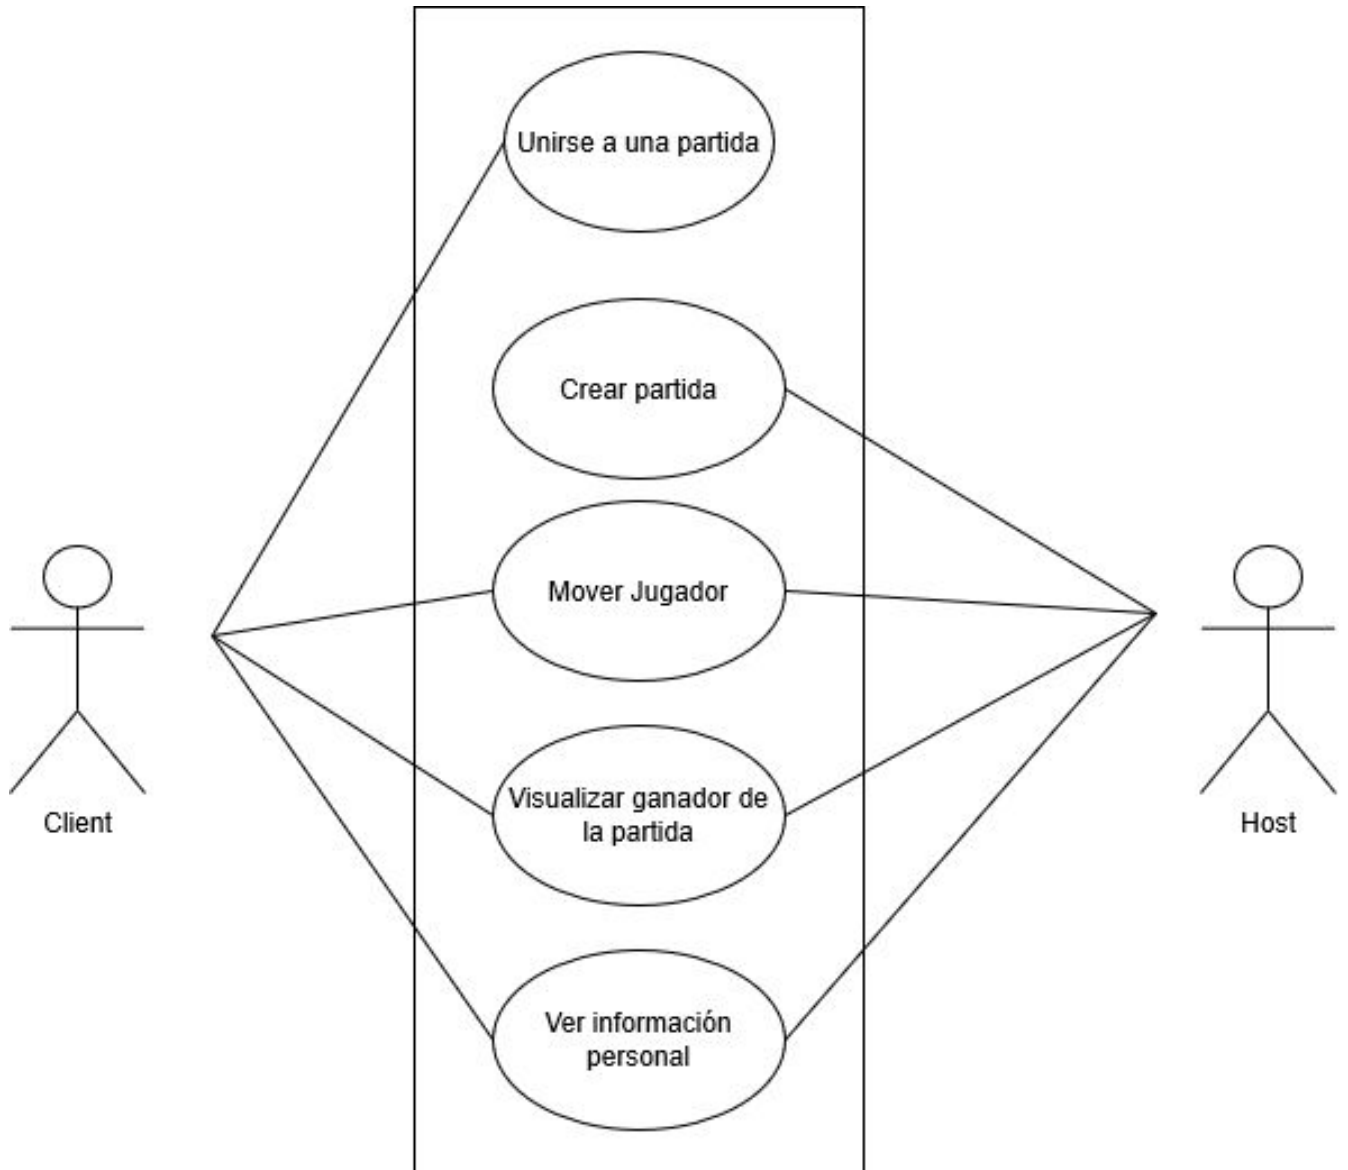 Unirse a una partida
Crear partida
Mover Jugador
Visualizar ganador de
la partida
Client
Host
Ver información
personal